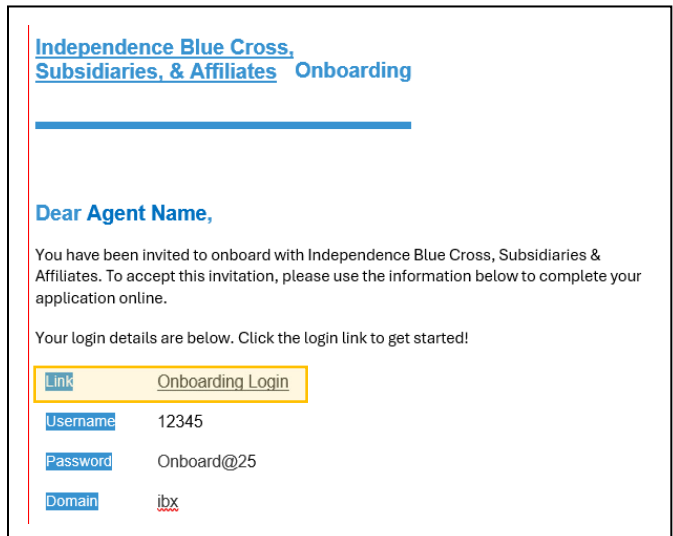 Independence Blue Cross,
Subsidiaries, & Affiliates Onboarding
Dear Agent Name,
You have been invited to onboard with Independence Blue Cross, Subsidiaries &
Affiliates. To accept this invitation, please use the information below to complete your
application online.
Your login details are below. Click the login link to get started!
Link Onboarding Login
Username 12345
Password Onboard@25
Domain ibx